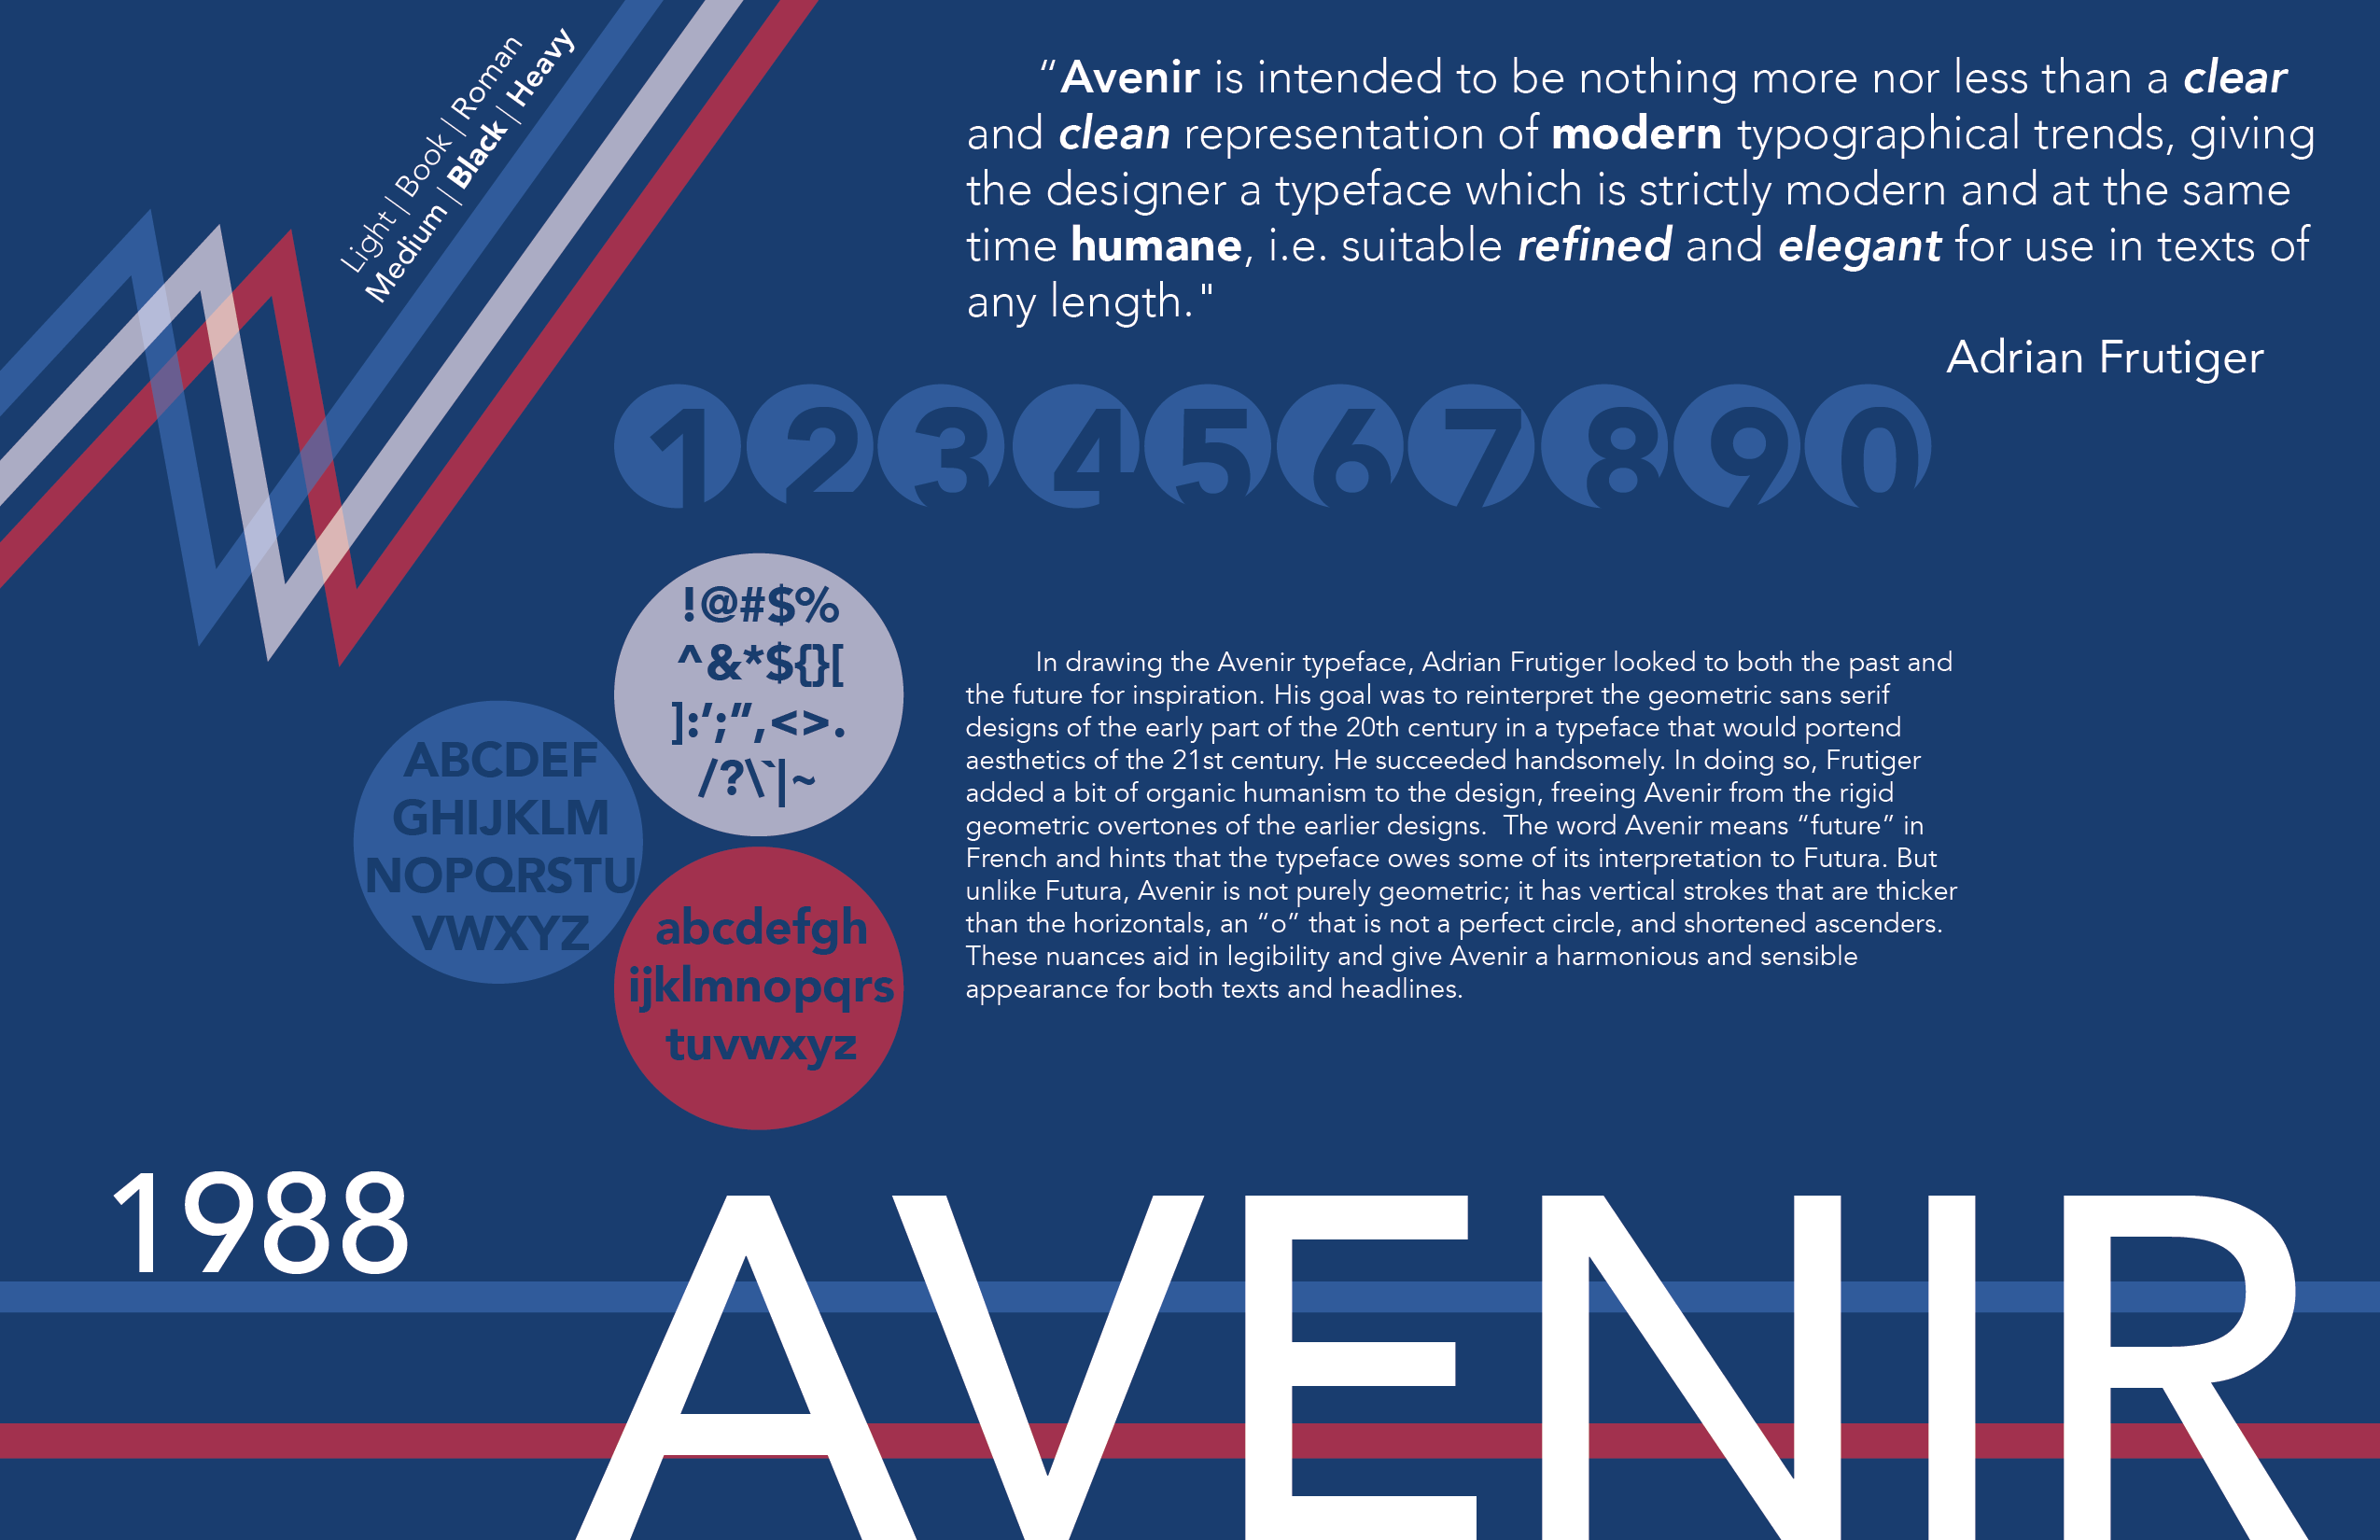 Light | Book | Roman
Medium | Black | Heavy
“Avenir is intended to be nothing more nor less than a clear
and clean representation of modern typographical trends, giving
the designer a typeface which is strictly modern and at the same
time humane, i.e. suitable refined and elegant for use in texts of
any length."
Adrian Frutiger
1 2 3 4 5 6 7 8 9 0
!@#$%
^&*${}[
]:’;”,<>.
/?\`|~
ABCDEF
GHIJKLM
NOPQRSTU
VWXYZ
abcdefgh
ijklmnopqrs
tuvwxyz
In drawing the Avenir typeface, Adrian Frutiger looked to both the past and
the future for inspiration. His goal was to reinterpret the geometric sans serif
designs of the early part of the 20th century in a typeface that would portend
aesthetics of the 21st century. He succeeded handsomely. In doing so, Frutiger
added a bit of organic humanism to the design, freeing Avenir from the rigid
geometric overtones of the earlier designs.  The word Avenir means “future” in
French and hints that the typeface owes some of its interpretation to Futura. But
unlike Futura, Avenir is not purely geometric; it has vertical strokes that are thicker
than the horizontals, an “o” that is not a perfect circle, and shortened ascenders.
These nuances aid in legibility and give Avenir a harmonious and sensible
appearance for both texts and headlines.
1988
AVENIR